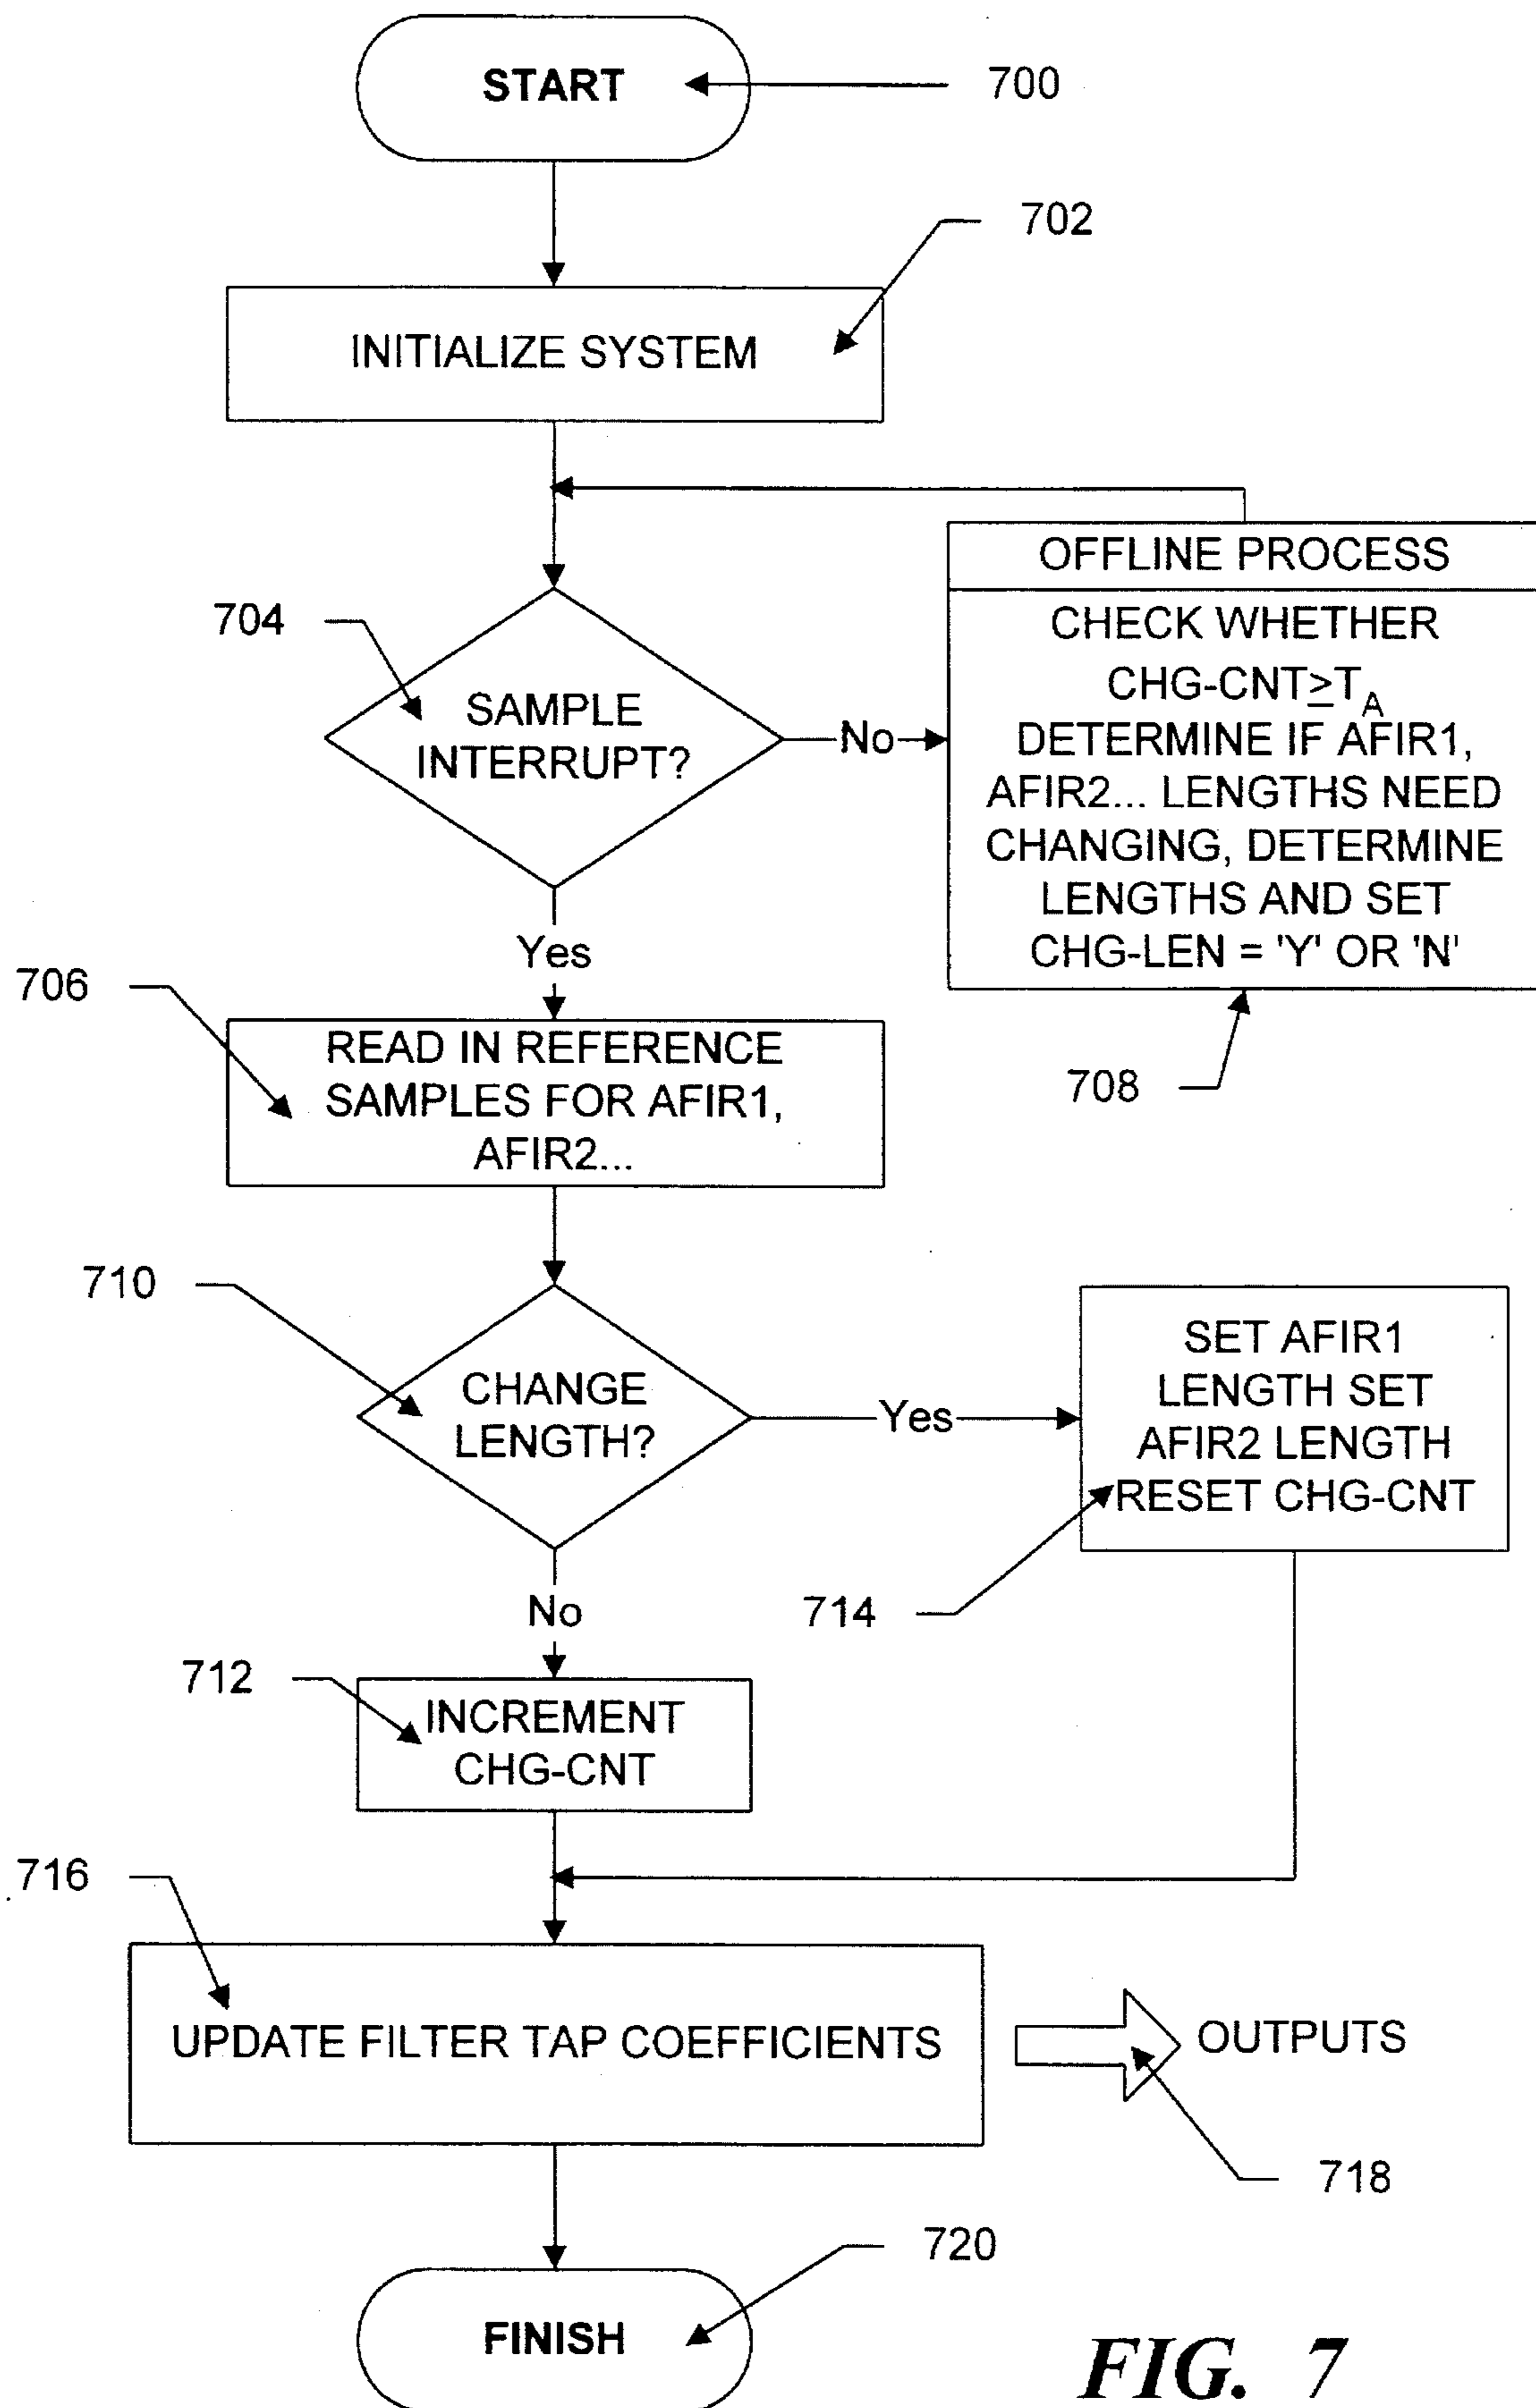 START
700
702
INITIALIZE SYSTEM
OFFLINE PROCESS
CHECK WHETHER
CHG-CNT≥T_A
DETERMINE IF AFIR1,
AFIR2... LENGTHS NEED
CHANGING, DETERMINE
LENGTHS AND SET
CHG-LEN = 'Y' OR 'N'
704
SAMPLE
INTERRUPT?
No
Yes
706
READ IN REFERENCE
SAMPLES FOR AFIR1,
AFIR2...
708
710
CHANGE
LENGTH?
Yes
SET AFIR1
LENGTH SET
AFIR2 LENGTH
RESET CHG-CNT
No
714
712
INCREMENT
CHG-CNT
716
UPDATE FILTER TAP COEFFICIENTS
OUTPUTS
718
720
FINISH
FIG. 7